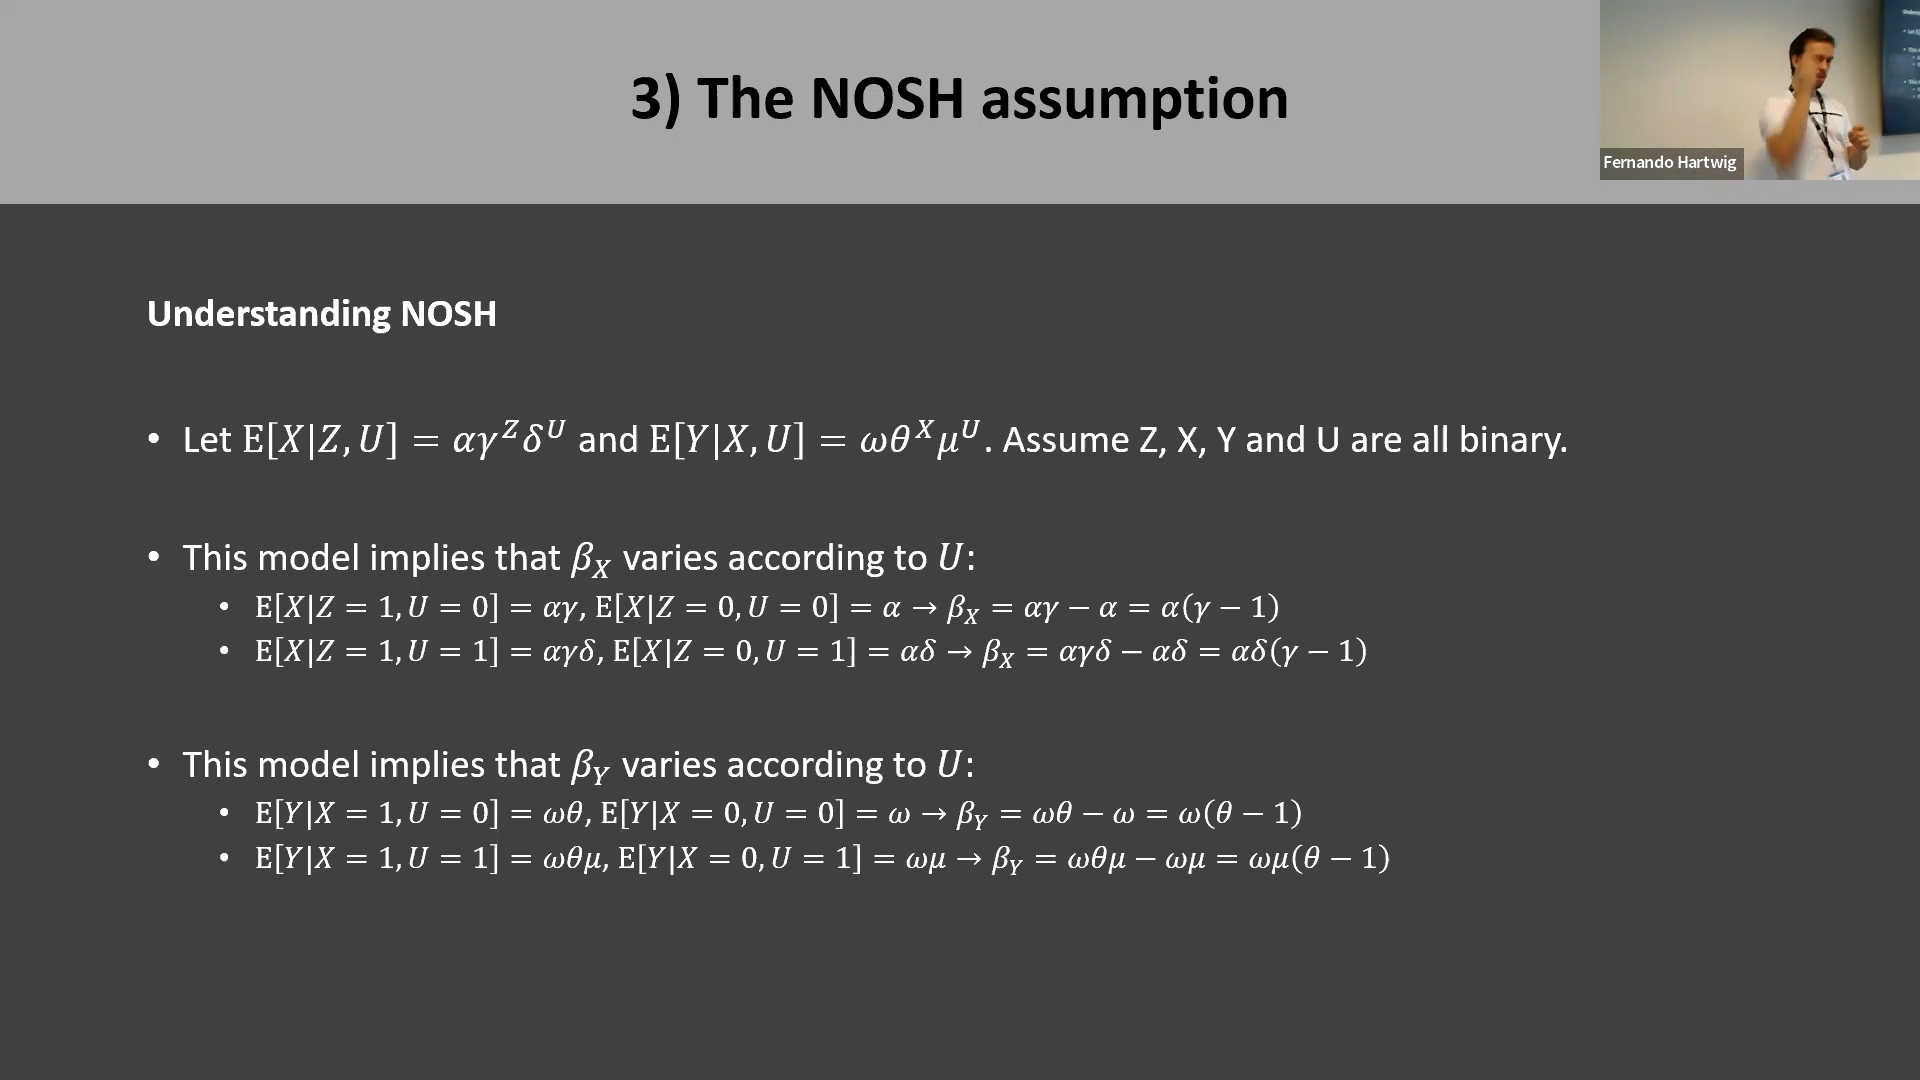 3) The NOSH assumption
Fernando Hartwig
Understanding NOSH
• Let E[X|Z, U] = αγ^Z δ^U and E[Y|X, U] = ωθ^X μ^U. Assume Z, X, Y and U are all binary.
• This model implies that β_X varies according to U:
• E[X|Z = 1, U = 0] = αγ, E[X|Z = 0, U = 0] = α → β_X = αγ − α = α(γ − 1)
• E[X|Z = 1, U = 1] = αγδ, E[X|Z = 0, U = 1] = αδ → β_X = αγδ − αδ = αδ(γ − 1)
• This model implies that β_Y varies according to U:
• E[Y|X = 1, U = 0] = ωθ, E[Y|X = 0, U = 0] = ω → β_Y = ωθ − ω = ω(θ − 1)
• E[Y|X = 1, U = 1] = ωθμ, E[Y|X = 0, U = 1] = ωμ → β_Y = ωθμ − ωμ = ωμ(θ − 1)